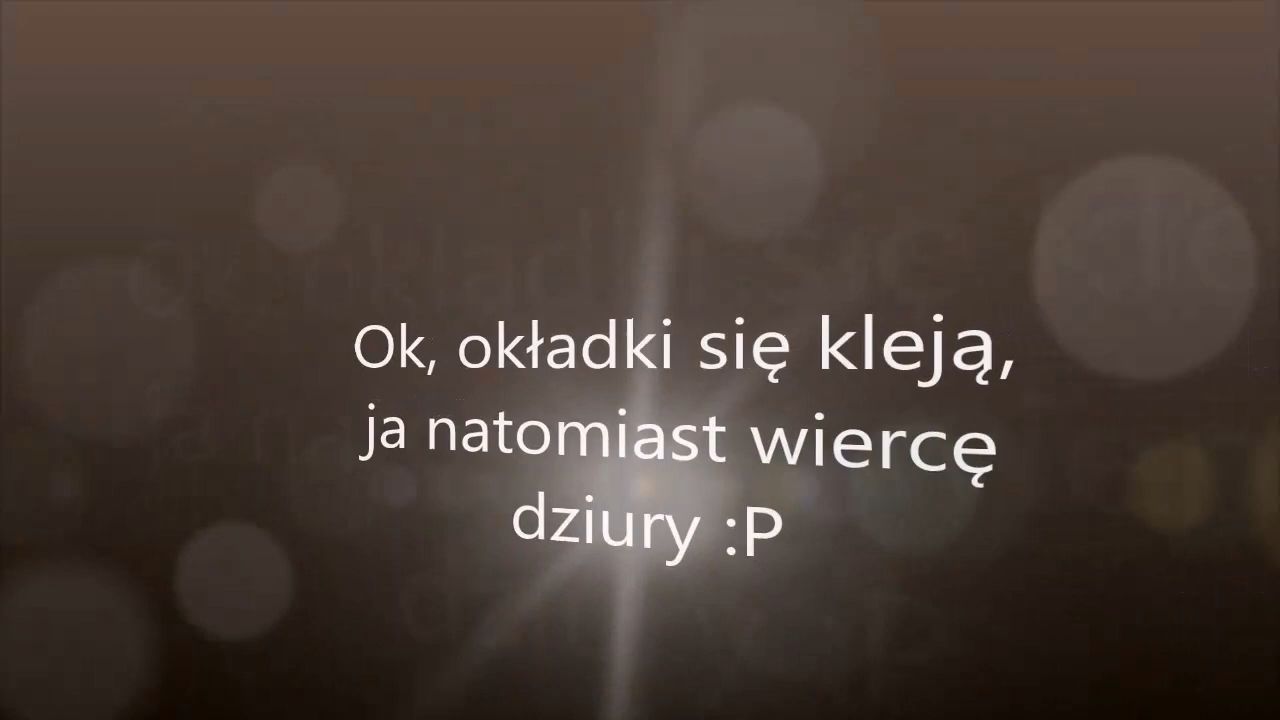 Ok, okładki się kleją,
ja natomiast wiercę
dziury :P